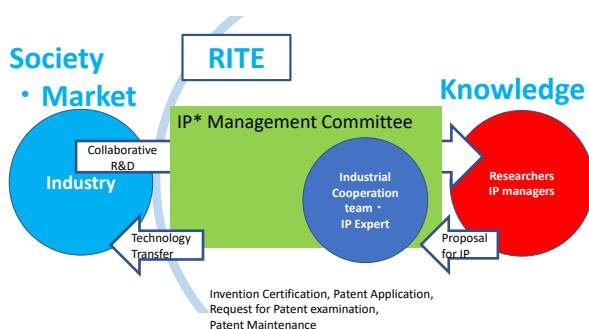 Society
・Market
RITE
Knowledge
IP* Management Committee
Collaborative
R&D
Industry
Industrial
Cooperation
team・
IP Expert
Researchers
IP managers
Technology
Transfer
Proposal
for IP
Invention Certification, Patent Application,
Request for Patent examination,
Patent Maintenance